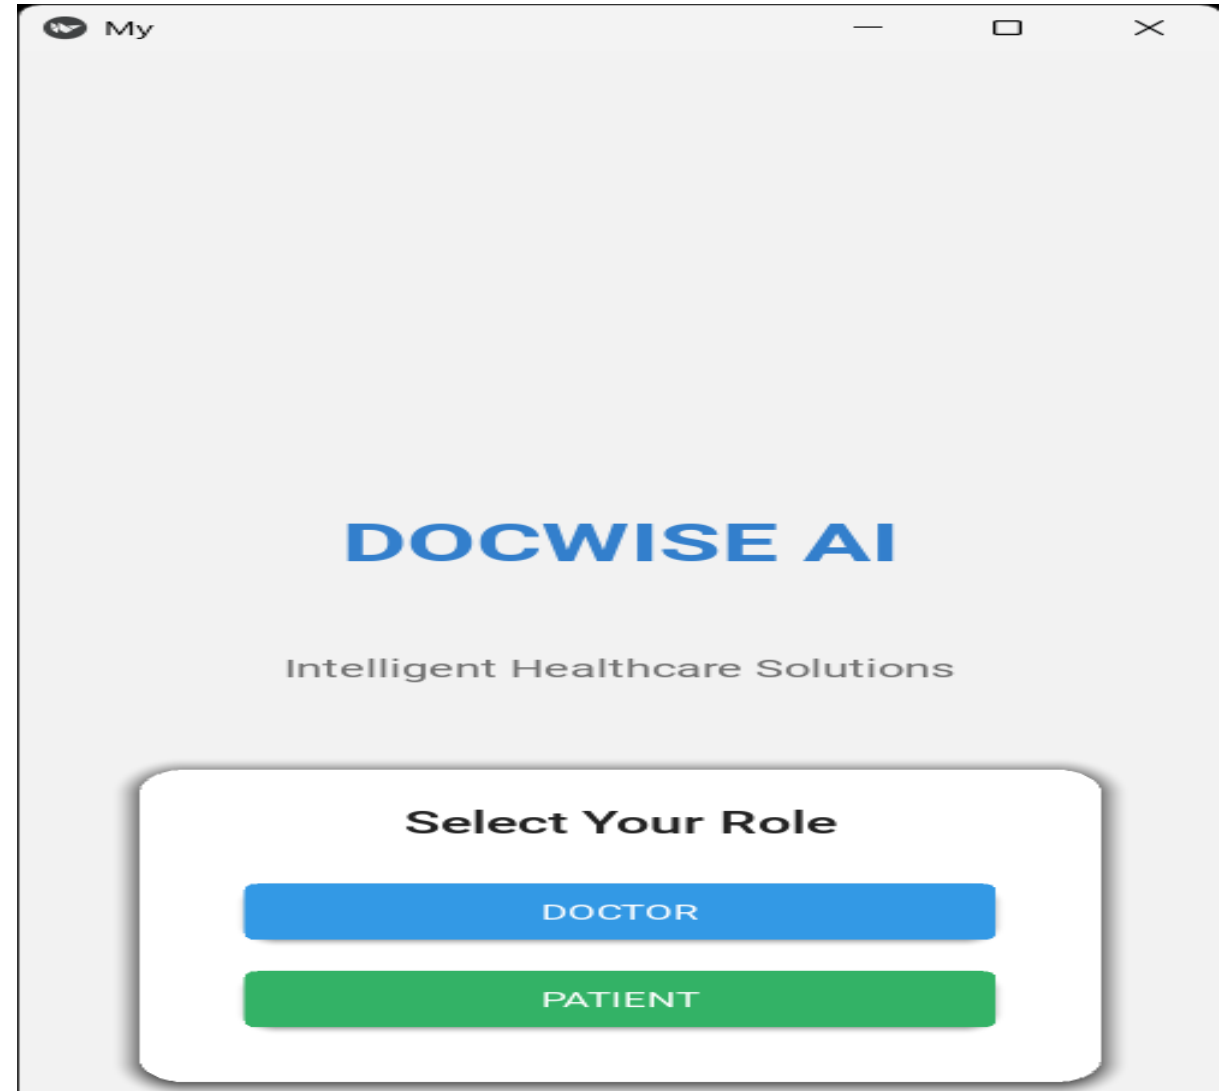 My
DOCWISE AI
Intelligent Healthcare Solutions
Select Your Role
DOCTOR
PATIENT